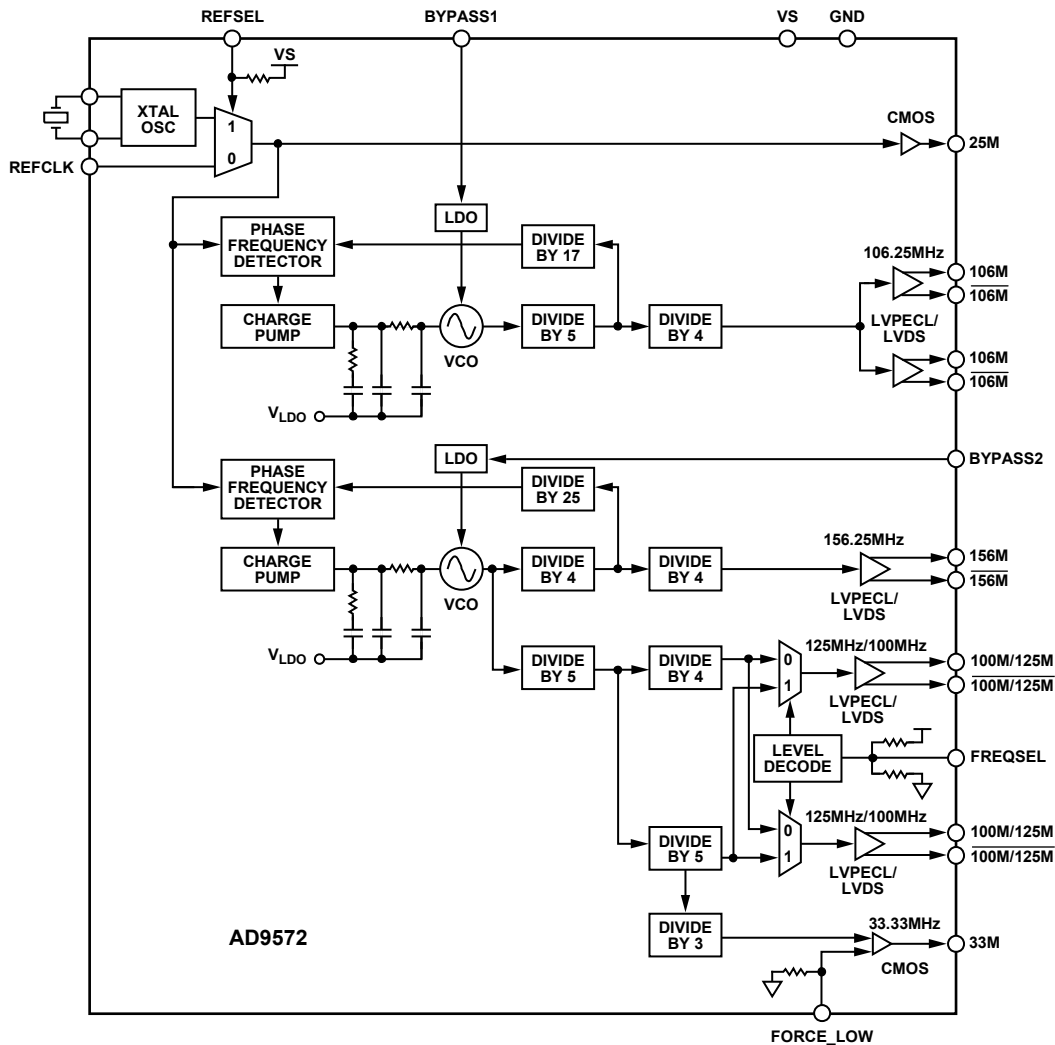 REFSEL
BYPASS1
VS
GND
VS
XTAL
OSC
1
0
REFCLK
CMOS
25M
LDO
PHASE
FREQUENCY
DETECTOR
DIVIDE
BY 17
106.25MHz
106M
106M
CHARGE
PUMP
VCO
DIVIDE
BY 5
DIVIDE
BY 4
LVPECL/
LVDS
106M
106M
VLDO
LDO
BYPASS2
PHASE
FREQUENCY
DETECTOR
DIVIDE
BY 25
156.25MHz
156M
156M
CHARGE
PUMP
VCO
DIVIDE
BY 4
DIVIDE
BY 4
LVPECL/
LVDS
VLDO
DIVIDE
BY 5
DIVIDE
BY 4
0
1
125MHz/100MHz
100M/125M
100M/125M
LVPECL/
LVDS
LEVEL
DECODE
FREQSEL
125MHz/100MHz
DIVIDE
BY 5
0
1
100M/125M
100M/125M
LVPECL/
LVDS
DIVIDE
BY 3
33.33MHz
33M
CMOS
AD9572
FORCE_LOW